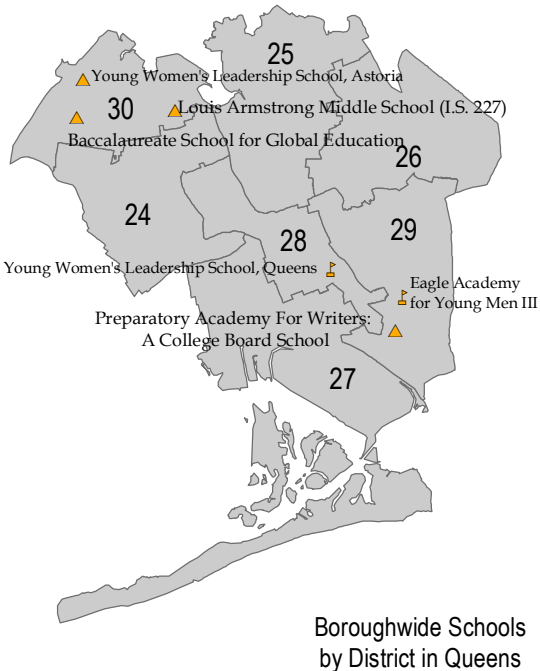 25
Young Women's Leadership School, Astoria
30
Louis Armstrong Middle School (I.S. 227)
Baccalaureate School for Global Education
26
24
29
28
Young Women's Leadership School, Queens
Eagle Academy
for Young Men III
Preparatory Academy For Writers:
A College Board School
27
Boroughwide Schools
by District in Queens